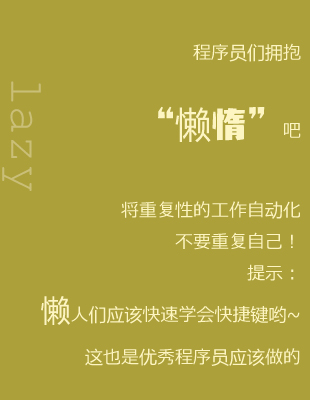 程序员们拥抱
lazy
“懒惰”吧
将重复性的工作自动化
不要重复自己！
提示：
懒人们应该快速学会快捷键哟~
这也是优秀程序员应该做的